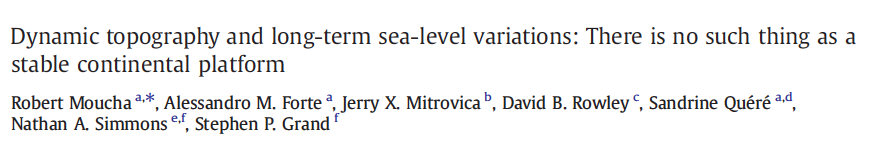 Dynamic topography and long-term sea-level variations: There is no such thing as a
stable continental platform
Robert Moucha a,*, Alessandro M. Forte a, Jerry X. Mitrovica b, David B. Rowley c, Sandrine Quéré a,d,
Nathan A. Simmons e,f, Stephen P. Grand f